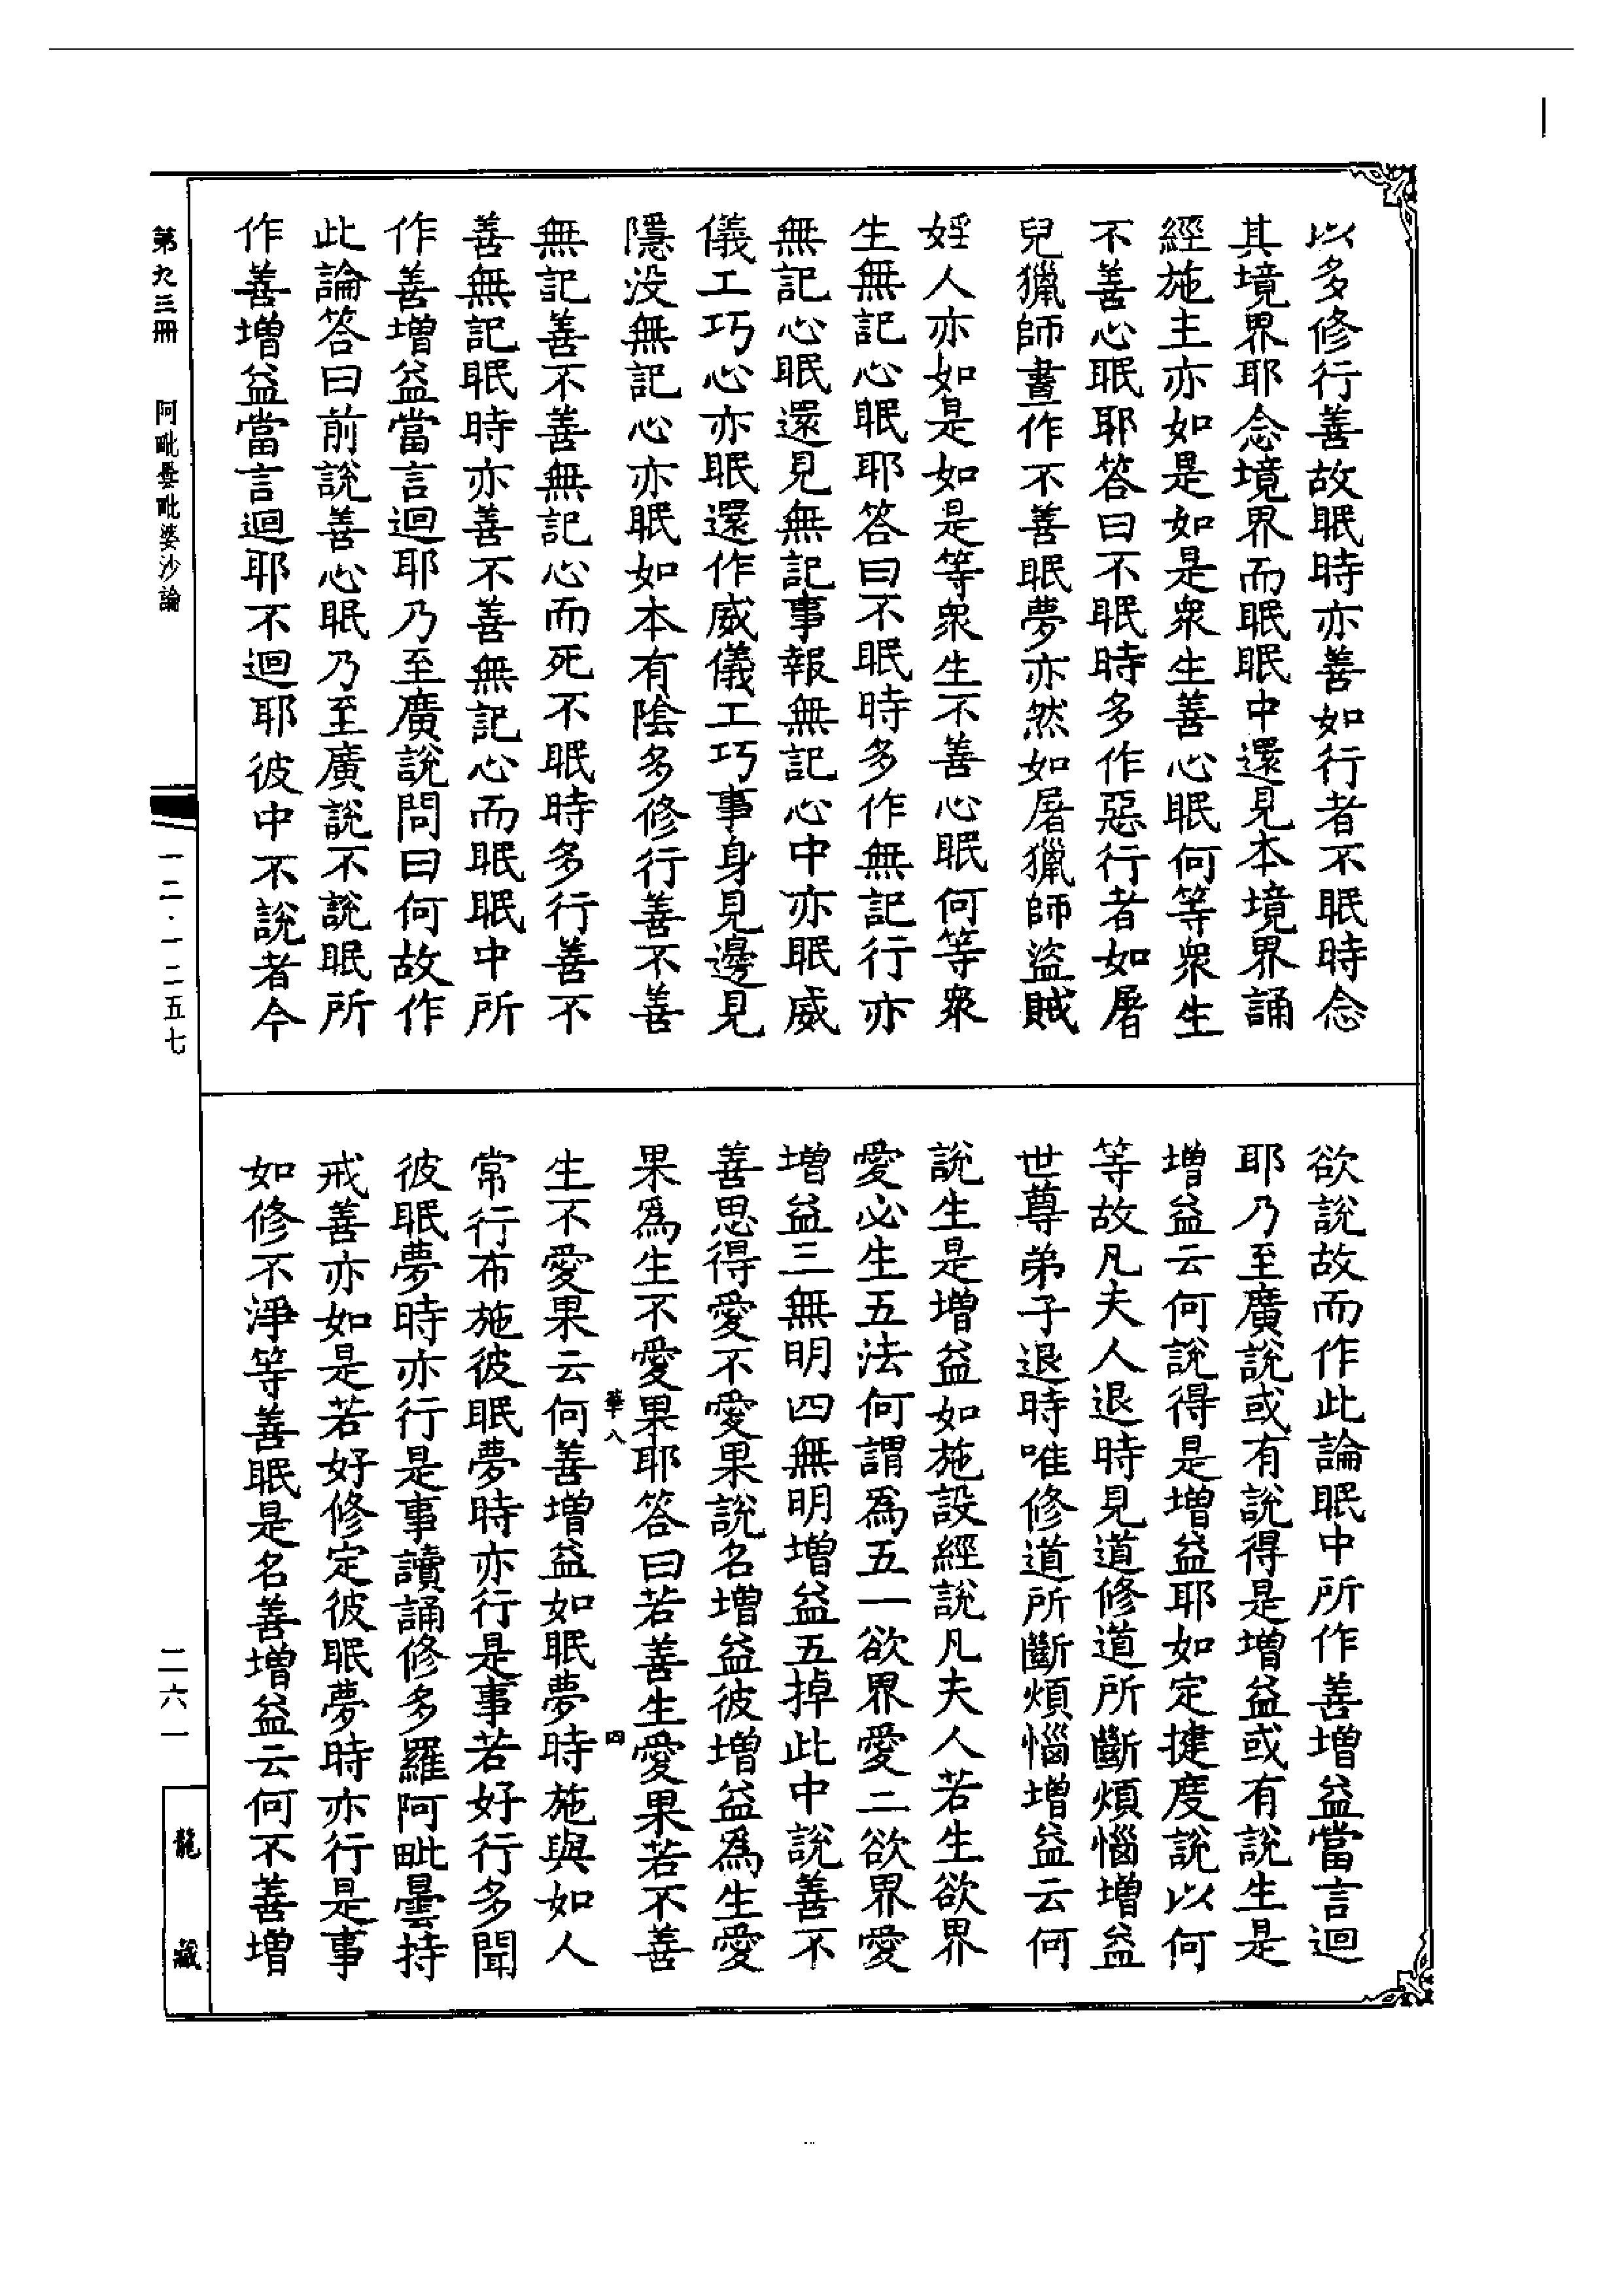 以多修行善故眠時亦善如行者不眠時念
其境界耶念境界而眠眠中還見本境界誦
經施主亦如是如是衆生善心眠何等衆生
不善心眠耶答曰不眠時多作惡行者如屠
兒獵師晝作不善眠夢亦然如屠獵師盜賊
婬人亦如是如是等衆生不善心眠何等衆
生無記心眠耶答曰不眠時多作無記行亦
無記心眠還見無記事報無記心中亦眠威
儀工巧心亦眠還作威儀工巧事身見邊見
隱没無記心亦眠如本有陰多修行善不善
無記善不善無記心而死不眠時多行善不
善無記眠時亦善不善無記心而眠眠中所
作善增益當言迴耶乃至廣說問曰何故作
此論答曰前說善心眠乃至廣說不說眠所
作善增益當言迴耶不迴耶彼中不說者今
欲說故而作此論眠中所作善增益當言迴
耶乃至廣說或有說得是增益或有說生是
增益云何說得是增益耶如定揵度說以何
等故凡夫人退時見道修道所斷煩惱增益
世尊弟子退時唯修道所斷煩惱增益云何
說生是增益如施設經說凡夫人若生欲界
愛必生五法何謂爲五一欲界愛二欲界愛
增益三無明四無明增益五掉此中說善不
善思得愛不愛果說名增益彼增益爲生愛
果爲生不愛果耶答曰若善生愛果若不善
生不愛果云何善增益如眠夢時施與如人
常行布施彼眠夢時亦行是事若好行多聞
彼眠夢時亦行是事讀誦修多羅阿毗曇持
戒善亦如是若好修定彼眠夢時亦行是事
如修不淨等善眠是名善增益云何不善增
華八
四
第九三冊
阿毗曇毗婆沙論
一二·一二五七
二六一
龍藏